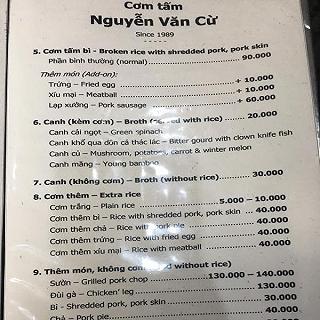 Cơm tấm
Nguyễn Văn Cừ
Since 1989
5. Cơm tấm bì - Broken rice with shredded pork, pork skin
Phần bình thường (normal) 90.000
Thêm món (Add-on):
Trứng – Fried egg + 10.000
Xíu mại – Meatball + 10.000
Lạp xưởng – Pork sausage + 60.000
6. Canh (kèm cơm) – Broth (served with rice) 20.000
Canh cải ngọt – Green spinach
Canh khổ qua dồn cá thác lác – Bitter gourd with clown knife fish
Canh củ – Mushroom, potatoes, carrot & winter melon
Canh măng – Young bamboo
7. Canh (không cơm) – Broth (without rice) 30.000
8. Cơm thêm – Extra rice
Cơm trắng – Plain rice 5.000 - 10.000
Cơm thêm bì – Rice with shredded pork, pork skin 40.000
Cơm thêm chả – Rice with pork pie 40.000
Cơm thêm trứng – Rice with fried egg 40.000
Cơm thêm xíu mại – Rice with meatball 40.000
9. Thêm món, không cơm without rice)
Sườn – Grilled pork chop 130.000 – 140.000
Đùi gà – Chicken' leg 130.000
Bì – Shredded pork, pork skin 30.000
Chả – Pork pie 30.000